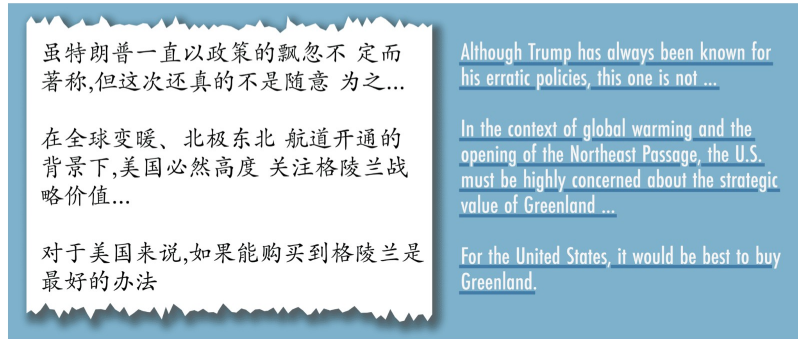 虽特朗普一直以政策的飘忽不 定而
著称,但这次还真的不是随意 为之...
在全球变暖、北极东北 航道开通的
背景下,美国必然高度 关注格陵兰战
略价值...
对于美国来说,如果能购买到格陵兰是
最好的办法
Although Trump has always been known for
his erratic policies, this one is not ...
In the context of global warming and the
opening of the Northeast Passage, the U.S.
must be highly concerned about the strategic
value of Greenland ...
For the United States, it would be best to buy
Greenland.